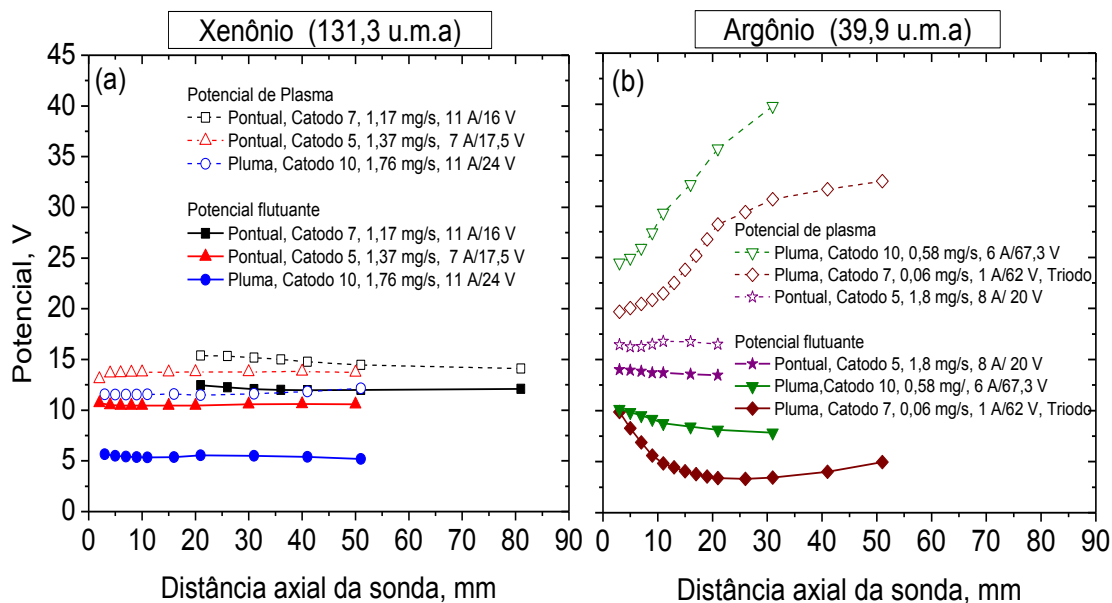 Xenônio (131,3 u.m.a)
Argônio (39,9 u.m.a)
(a)
Potencial de Plasma
Pontual, Catodo 7, 1,17 mg/s, 11 A/16 V
Pontual, Catodo 5, 1,37 mg/s, 7 A/17,5 V
Pluma, Catodo 10, 1,76 mg/s, 11 A/24 V
Potencial flutuante
Pontual, Catodo 7, 1,17 mg/s, 11 A/16 V
Pontual, Catodo 5, 1,37 mg/s, 7 A/17,5 V
Pluma, Catodo 10, 1,76 mg/s, 11 A/24 V
Potencial, V
45
40
35
30
25
20
15
10
5
0
0 10 20 30 40 50 60 70 80 90
Distância axial da sonda, mm
(b)
Potencial de plasma
Pluma, Catodo 10, 0,58 mg/s, 6 A/67,3 V
Pluma, Catodo 7, 0,06 mg/s, 1 A/62 V, Triodo
Pontual, Catodo 5, 1,8 mg/s, 8 A/ 20 V
Potencial flutuante
Pontual, Catodo 5, 1,8 mg/s, 8 A/ 20 V
Pluma,Catodo 10, 0,58 mg/, 6 A/67,3 V
Pluma, Catodo 7, 0,06 mg/s, 1 A/62 V, Triodo
0 10 20 30 40 50 60 70 80 90
Distância axial da sonda, mm